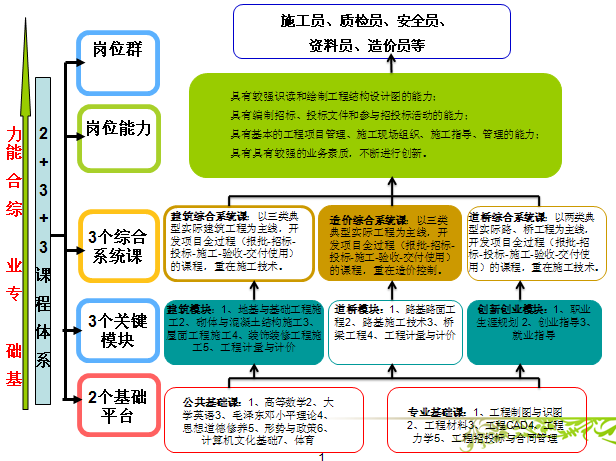 施工员、质检员、安全员、
资料员、造价员等
岗位群
具有较强识读和绘制工程结构设计图的能力;
具有编制招标、投标文件和参与招投标活动的能力;
具有基本的工程项目管理、施工现场组织、施工指导、管理的能力;
具有具有较强的业务素质，不断进行创新。
岗位能力
力能合综 业专 础基
2+3+3课程体系
3个综合
系统课
建筑综合系统课：以三类典
型实际建筑工程为主线，开
发项目全过程（报批-招标-
投标-施工-验收-交付使用）
的课程，重在施工技术。
造价综合系统课：以三类典
型实际工程为主线，开发
项目全过程（报批-招标-投
标-施工-验收-交付使用）
的课程，重在造价控制。
道桥综合系统课：以两类典
型实际路、桥工程为主线，
开发项目全过程（报批-招标-
投标-施工-验收-交付使
用）的课程，重在施工技术。
3个关键
模块
建筑模块：1、地基与基础工程施
工2、砌体与混凝土结构施工3、
屋面工程施工4、装饰装修工程施
工5、工程计量与计价
道桥模块：1、路基路面工
程2、路基施工技术3、桥
梁工程4、工程计量与计价
创新创业模块：1、职业
生涯规划 2、创业指导3、
就业指导
2个基础
平台
公共基础课：1、高等数学2、大
学英语3、毛泽东邓小平理论4、
思想道德修养5、形势与政策6、
计算机文化基础7、体育
专业基础课：1、工程制图与识图
2、工程材料3、工程CAD4、工程
力学5、工程招投标与合同管理
1